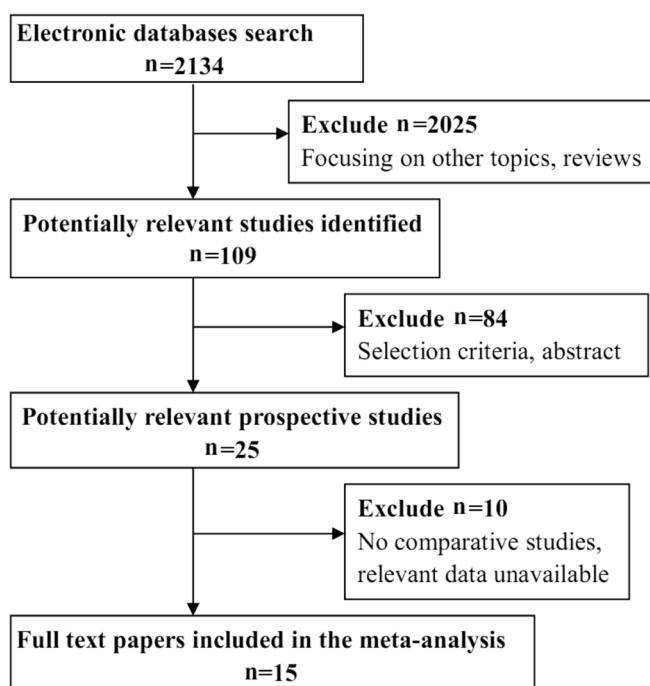 Electronic databases search
n=2134
Exclude n=2025
Focusing on other topics, reviews
Potentially relevant studies identified
n=109
Exclude n=84
Selection criteria, abstract
Potentially relevant prospective studies
n=25
Exclude n=10
No comparative studies,
relevant data unavailable
Full text papers included in the meta-analysis
n=15